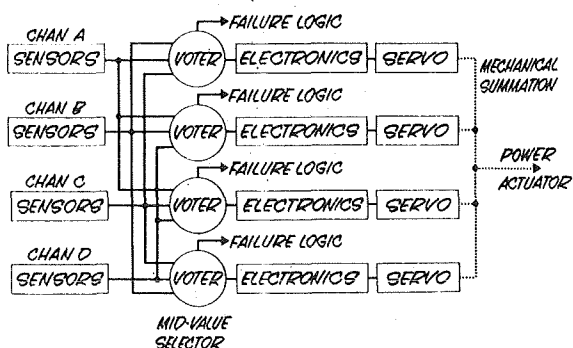 CHAN A
SENSORS
VOTER
FAILURE LOGIC
ELECTRONICS
SERVO
CHAN B
SENSORS
VOTER
FAILURE LOGIC
ELECTRONICS
SERVO
CHAN C
SENSORS
VOTER
FAILURE LOGIC
ELECTRONICS
SERVO
CHAN D
SENSORS
VOTER
FAILURE LOGIC
ELECTRONICS
SERVO
MECHANICAL
SUMMATION
POWER
ACTUATOR
MID-VALUE
SELECTOR